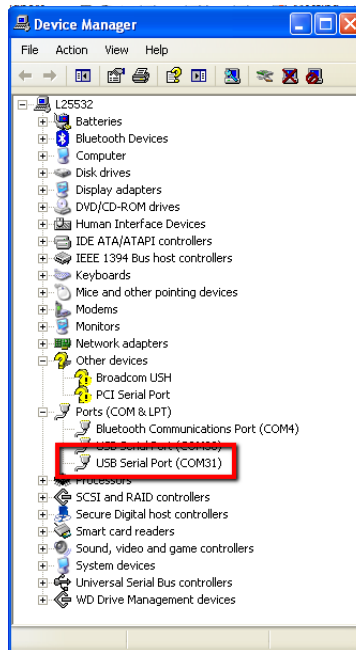 Device Manager
File Action View Help
L25532
Batteries
Bluetooth Devices
Computer
Disk drives
Display adapters
DVD/CD-ROM drives
Human Interface Devices
IDE ATA/ATAPI controllers
IEEE 1394 Bus host controllers
Keyboards
Mice and other pointing devices
Modems
Monitors
Network adapters
Other devices
Broadcom USH
PCI Serial Port
Ports (COM & LPT)
Bluetooth Communications Port (COM4)
USB Serial Port
USB Serial Port (COM31)
Processors
SCSI and RAID controllers
Secure Digital host controllers
Smart card readers
Sound, video and game controllers
System devices
Universal Serial Bus controllers
WD Drive Management devices